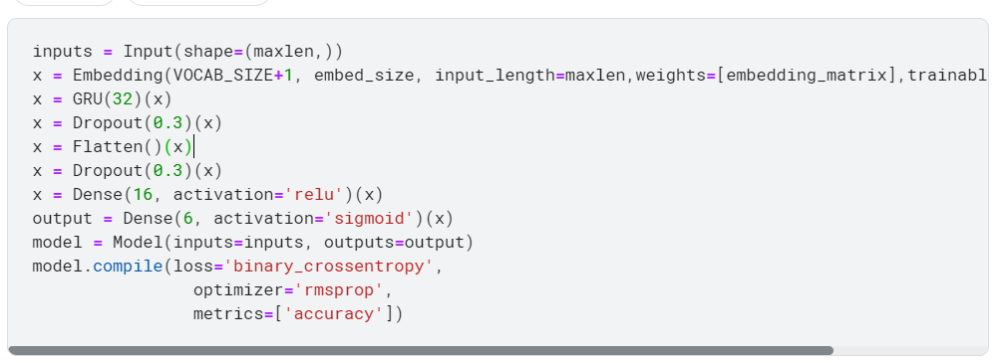 inputs = Input(shape=(maxlen,))
x = Embedding(VOCAB_SIZE+1, embed_size, input_length=maxlen,weights=[embedding_matrix],trainabl
x = GRU(32)(x)
x = Dropout(0.3)(x)
x = Flatten()(x)
x = Dropout(0.3)(x)
x = Dense(16, activation='relu')(x)
output = Dense(6, activation='sigmoid')(x)
model = Model(inputs=inputs, outputs=output)
model.compile(loss='binary_crossentropy',
optimizer='rmsprop',
metrics=['accuracy'])